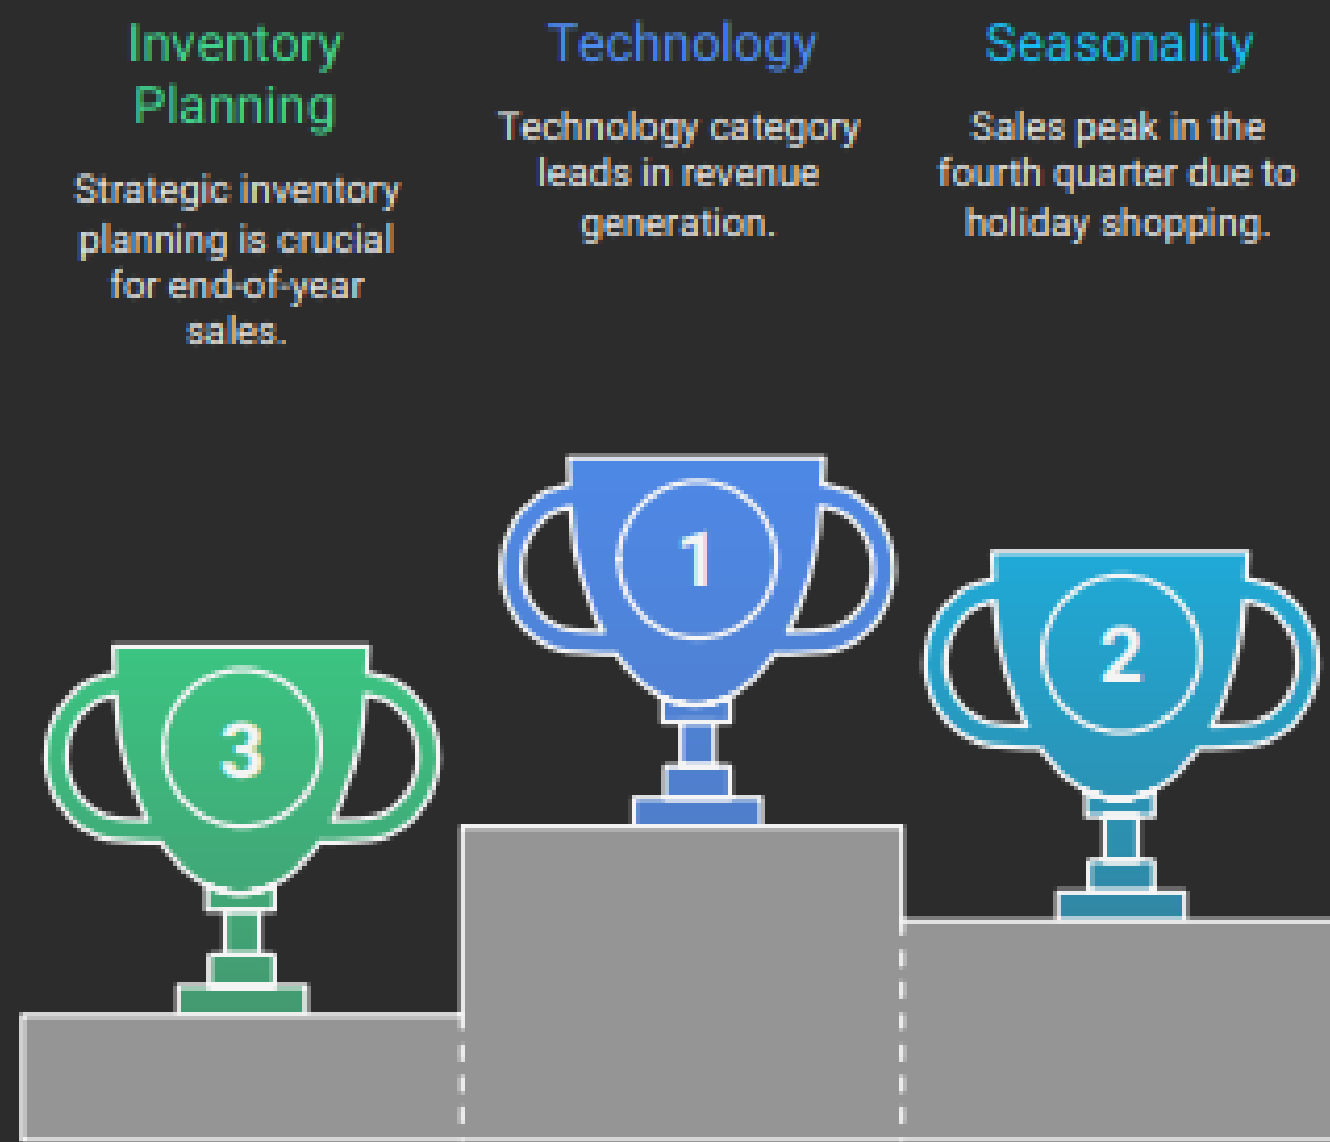 Inventory
Planning
Strategic inventory
planning is crucial
for end-of-year
sales.
Technology
Technology category
leads in revenue
generation.
Seasonality
Sales peak in the
fourth quarter due to
holiday shopping.
3
1
2